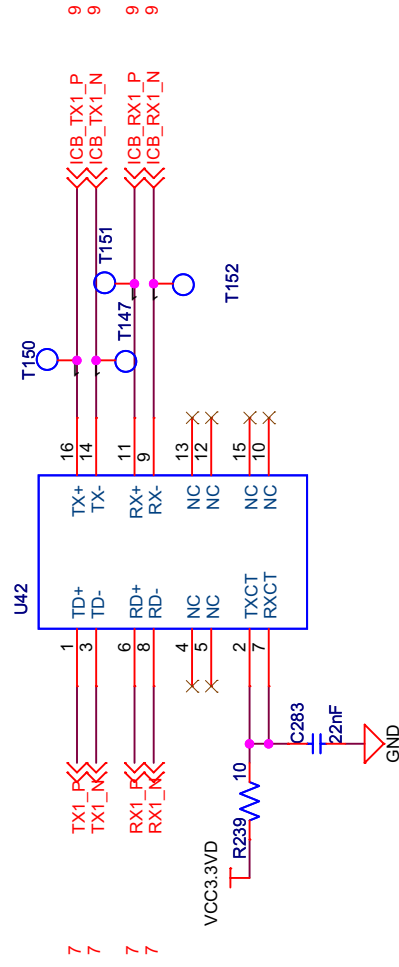 U42
7 TX1_P 1 TD+ TX+ 16 T150 ICB_TX1_P 9
7 TX1_N 3 TD- TX- 14 T147 ICB_TX1_N 9
7 RX1_P 6 RD+ RX+ 11 T151 ICB_RX1_P 9
7 RX1_N 8 RD- RX- 9 T152 ICB_RX1_N 9
4 NC NC 13
5 NC NC 12
2 TXCT NC 15
7 RXCT NC 10
VCC3.3VD
R239 10
C283
22nF
GND